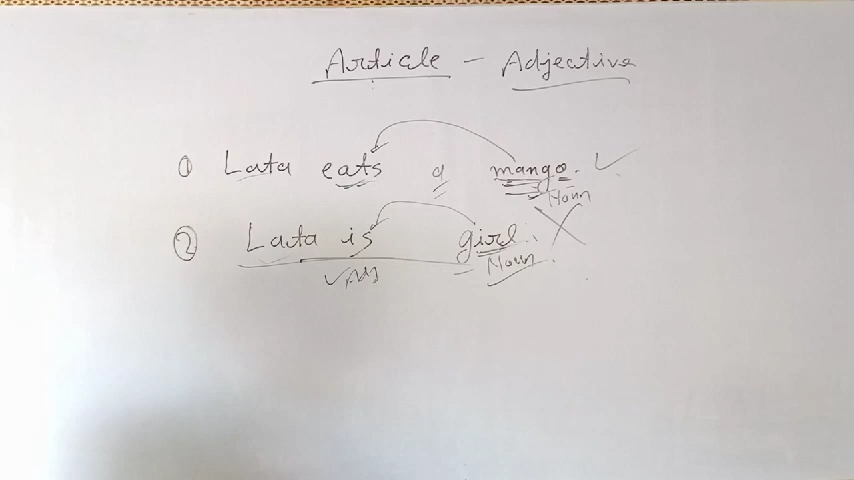 Article - Adjective
① Lata eats a mango.
Noun
② Lata is girl.
Noun.